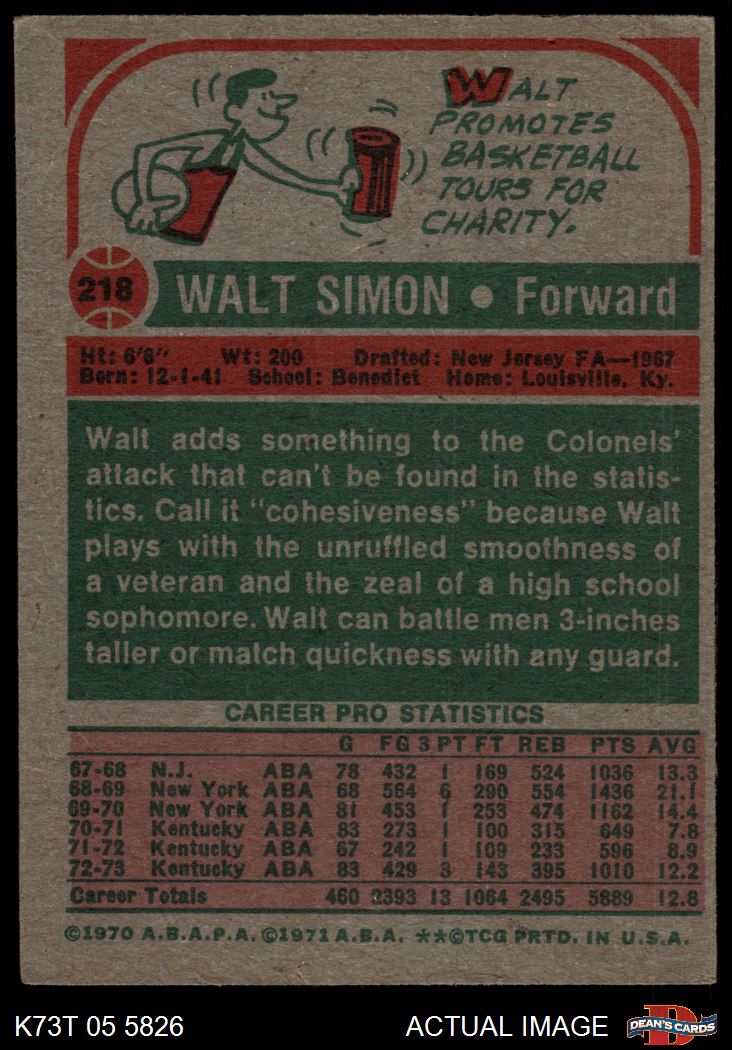 WALT
PROMOTES
BASKETBALL
TOURS FOR
CHARITY.
218 WALT SIMON • Forward
Ht: 6'6" Wt: 200 Drafted: New Jersey FA—1967
Born: 12-1-41 School: Benedict Home: Louisville, Ky.
Walt adds something to the Colonels'
attack that can't be found in the statis-
tics. Call it "cohesiveness" because Walt
plays with the unruffled smoothness of
a veteran and the zeal of a high school
sophomore. Walt can battle men 3-inches
taller or match quickness with any guard.
CAREER PRO STATISTICS
G FG 3 PT FT REB PTS AVG
67-68 N.J. ABA 78 432 1 169 524 1036 13.3
68-69 New York ABA 68 564 6 290 554 1436 21.1
69-70 New York ABA 81 453 1 253 474 1162 14.4
70-71 Kentucky ABA 83 273 1 100 315 649 7.8
71-72 Kentucky ABA 67 242 1 109 233 596 8.9
72-73 Kentucky ABA 83 429 3 143 395 1010 12.2
Career Totals 460 2393 13 1064 2495 5889 12.8
©1970 A.B.A.P.A. ©1971 A.B.A. **©TCG PRTD. IN U.S.A.
K73T 05 5826 ACTUAL IMAGE DEAN'S CARDS